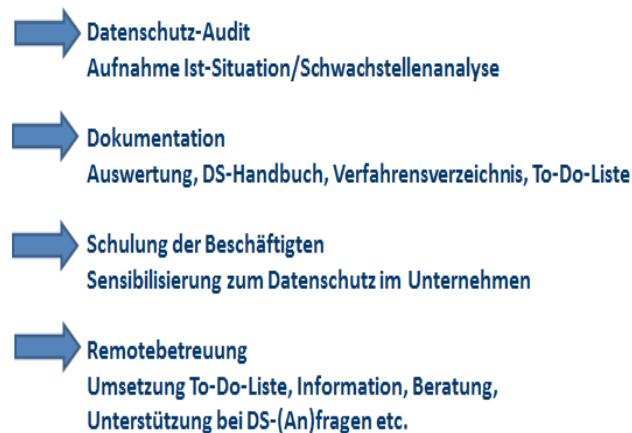 Datenschutz-Audit
Aufnahme Ist-Situation/Schwachstellenanalyse
Dokumentation
Auswertung, DS-Handbuch, Verfahrensverzeichnis, To-Do-Liste
Schulung der Beschäftigten
Sensibilisierung zum Datenschutz im Unternehmen
Remotebetreuung
Umsetzung To-Do-Liste, Information, Beratung,
Unterstützung bei DS-(An)fragen etc.